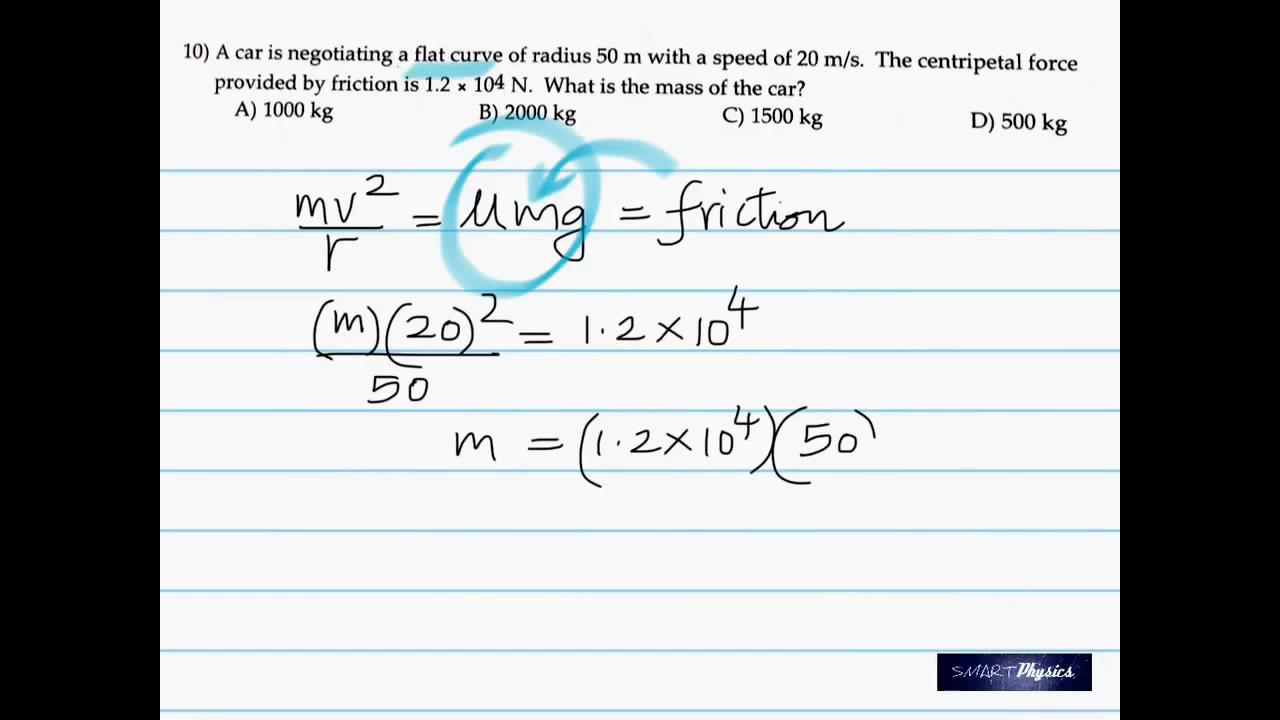 10) A car is negotiating a flat curve of radius 50 m with a speed of 20 m/s. The centripetal force
provided by friction is 1.2 × 10⁴ N. What is the mass of the car?
A) 1000 kg B) 2000 kg C) 1500 kg D) 500 kg
mv²/r = μmg = friction
(m)(20)²/50 = 1.2×10⁴
m = (1.2×10⁴)(50)
SMART Physics